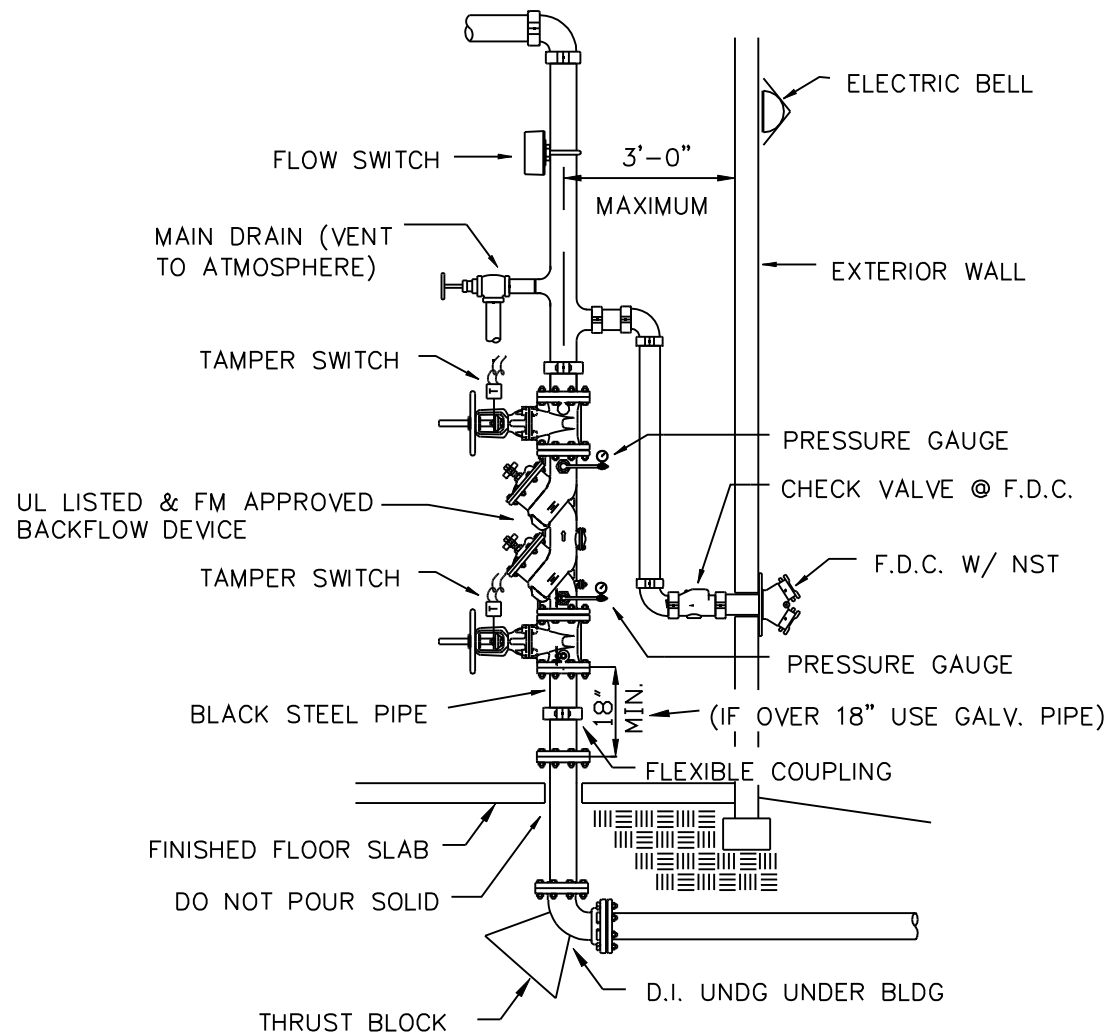 ELECTRIC BELL
FLOW SWITCH
3'-0"
MAXIMUM
MAIN DRAIN (VENT
TO ATMOSPHERE)
EXTERIOR WALL
TAMPER SWITCH
T
PRESSURE GAUGE
CHECK VALVE @ F.D.C.
UL LISTED & FM APPROVED
BACKFLOW DEVICE
F.D.C. W/ NST
TAMPER SWITCH
T
PRESSURE GAUGE
BLACK STEEL PIPE
18"
MIN.
(IF OVER 18" USE GALV. PIPE)
FLEXIBLE COUPLING
FINISHED FLOOR SLAB
DO NOT POUR SOLID
D.I. UNDG UNDER BLDG
THRUST BLOCK